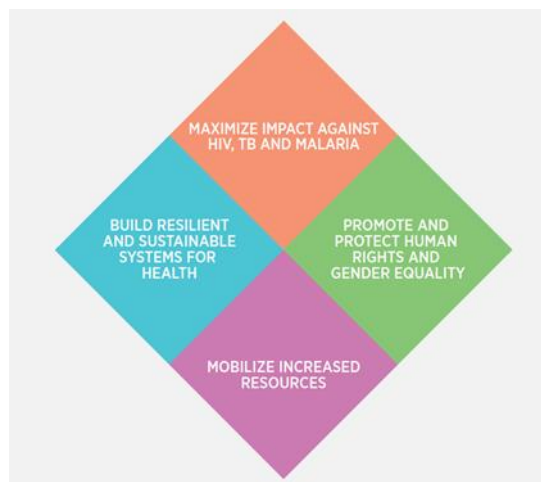 MAXIMIZE IMPACT AGAINST
HIV, TB AND MALARIA
BUILD RESILIENT
AND SUSTAINABLE
SYSTEMS FOR
HEALTH
PROMOTE AND
PROTECT HUMAN
RIGHTS AND
GENDER EQUALITY
MOBILIZE INCREASED
RESOURCES